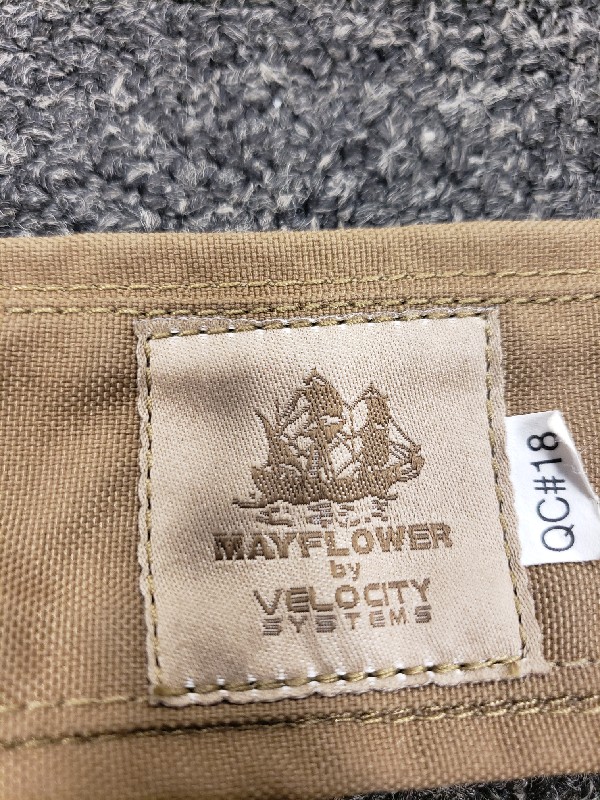 MAYFLOWER
by
VELOCITY
SYSTEMS
QC#18